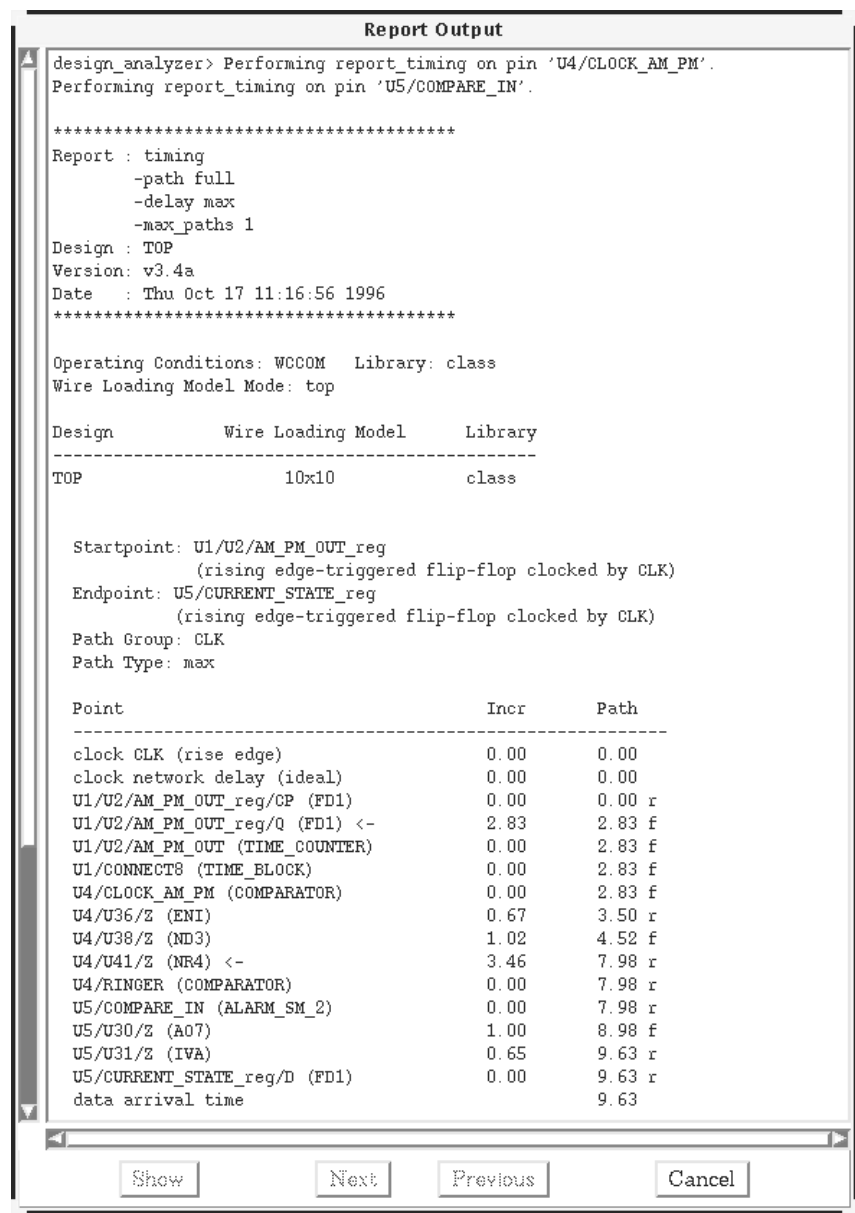 Report Output
design_analyzer> Performing report_timing on pin 'U4/CLOCK_AM_PM'.
Performing report_timing on pin 'U5/COMPARE_IN'.
****************************************
Report : timing
-path full
-delay max
-max_paths 1
Design : TOP
Version: v3.4a
Date : Thu Oct 17 11:16:56 1996
****************************************
Operating Conditions: WCCOM Library: class
Wire Loading Model Mode: top
Design Wire Loading Model Library
------------------------------------------------
TOP 10x10 class
Startpoint: U1/U2/AM_PM_OUT_reg
(rising edge-triggered flip-flop clocked by CLK)
Endpoint: U5/CURRENT_STATE_reg
(rising edge-triggered flip-flop clocked by CLK)
Path Group: CLK
Path Type: max
Point Incr Path
-----------------------------------------------------------
clock CLK (rise edge) 0.00 0.00
clock network delay (ideal) 0.00 0.00
U1/U2/AM_PM_OUT_reg/CP (FD1) 0.00 0.00 r
U1/U2/AM_PM_OUT_reg/Q (FD1) <- 2.83 2.83 f
U1/U2/AM_PM_OUT (TIME_COUNTER) 0.00 2.83 f
U1/CONNECT8 (TIME_BLOCK) 0.00 2.83 f
U4/CLOCK_AM_PM (COMPARATOR) 0.00 2.83 f
U4/U36/Z (ENI) 0.67 3.50 r
U4/U38/Z (ND3) 1.02 4.52 f
U4/U41/Z (NR4) <- 3.46 7.98 r
U4/RINGER (COMPARATOR) 0.00 7.98 r
U5/COMPARE_IN (ALARM_SM_2) 0.00 7.98 r
U5/U30/Z (AO7) 1.00 8.98 f
U5/U31/Z (IVA) 0.65 9.63 r
U5/CURRENT_STATE_reg/D (FD1) 0.00 9.63 r
data arrival time 9.63
Show Next Previous Cancel